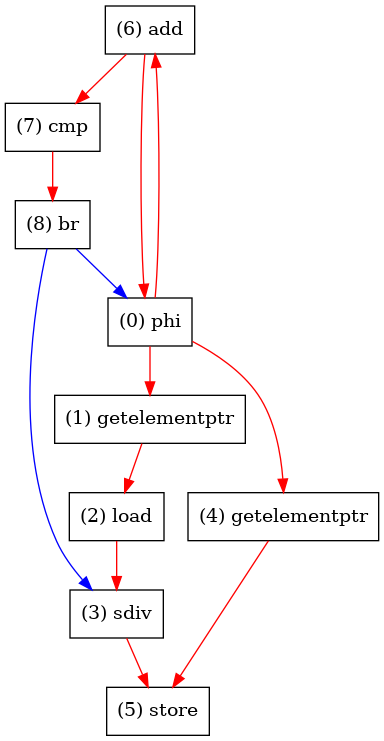 (6) add
(7) cmp
(8) br
(0) phi
(1) getelementptr
(2) load
(4) getelementptr
(3) sdiv
(5) store